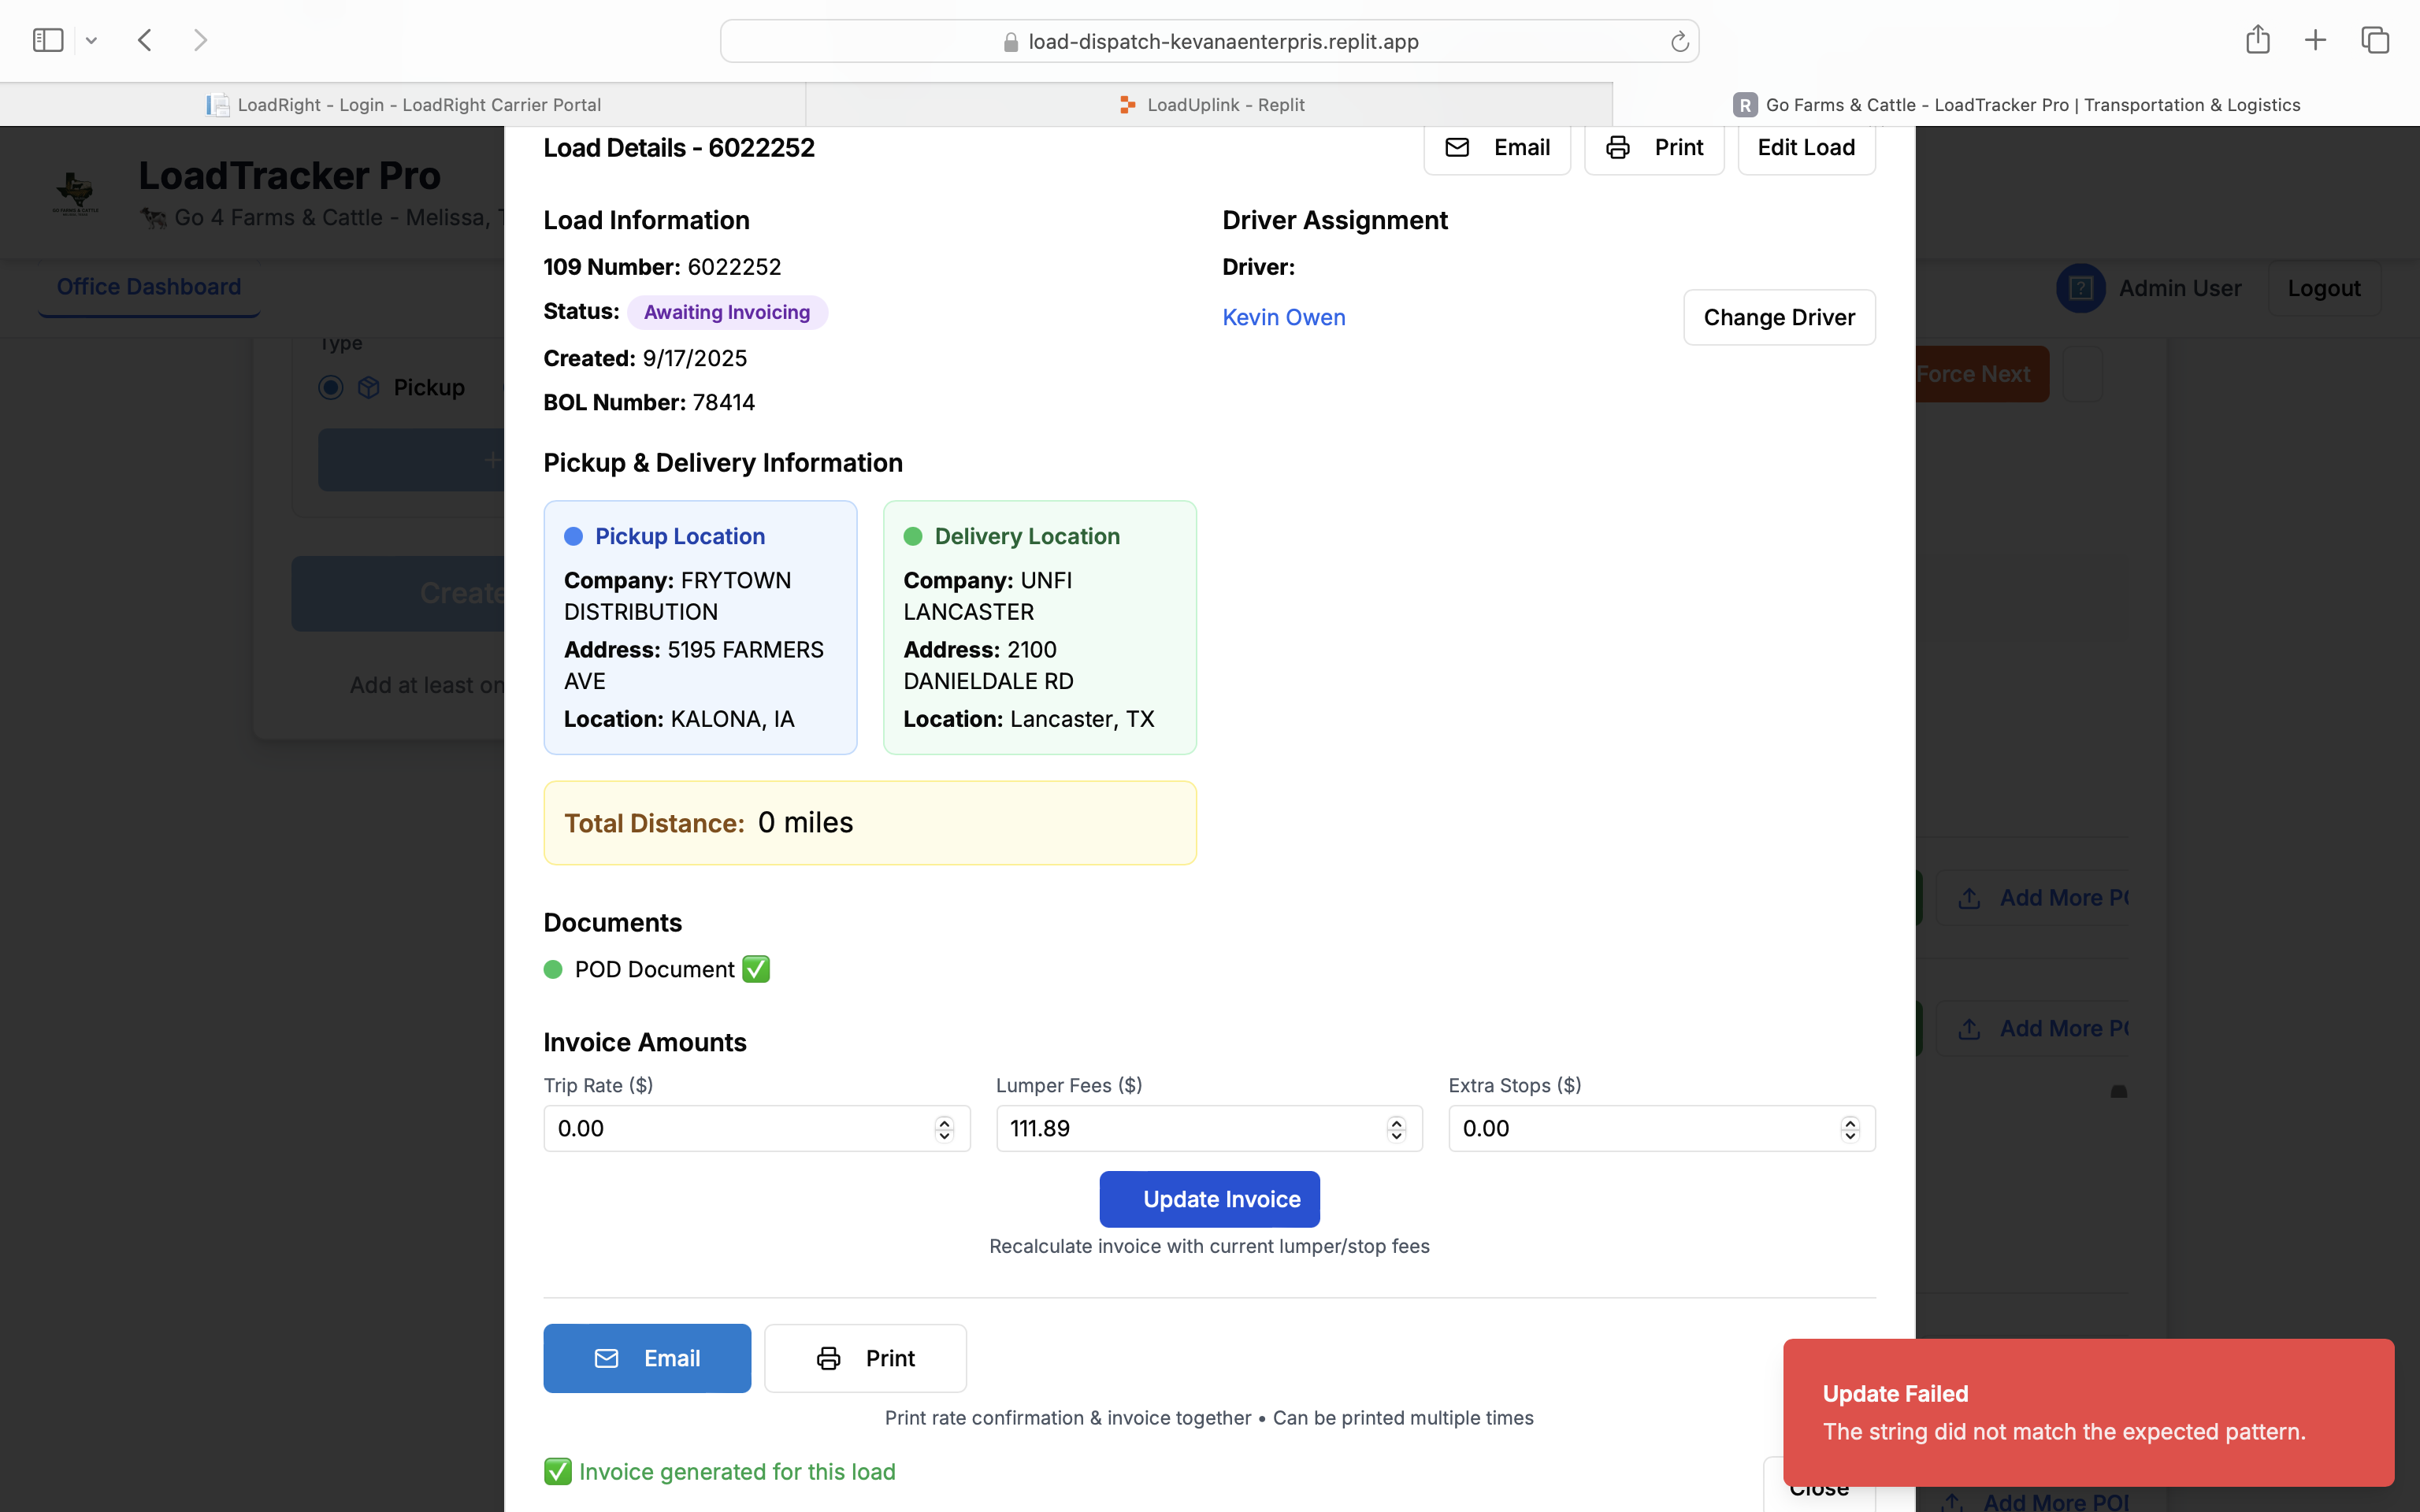 load-dispatch-kevanaenterpris.replit.app
LoadRight - Login - LoadRight Carrier Portal
LoadUplink - Replit
R Go Farms & Cattle - LoadTracker Pro | Transportation & Logistics
LoadTracker Pro
Go 4 Farms & Cattle - Melissa, T
Office Dashboard
Admin User
Logout
Type
Pickup
Create
Add at least on
Force Next
Add More PO
Add More PO
Add More POD
Load Details - 6022252
Email
Print
Edit Load
Load Information
109 Number: 6022252
Status: Awaiting Invoicing
Created: 9/17/2025
BOL Number: 78414
Driver Assignment
Driver:
Kevin Owen
Change Driver
Pickup & Delivery Information
Pickup Location
Company: FRYTOWN
DISTRIBUTION
Address: 5195 FARMERS
AVE
Location: KALONA, IA
Delivery Location
Company: UNFI
LANCASTER
Address: 2100
DANIELDALE RD
Location: Lancaster, TX
Total Distance: 0 miles
Documents
POD Document ✅
Invoice Amounts
Trip Rate ($)
0.00
Lumper Fees ($)
111.89
Extra Stops ($)
0.00
Update Invoice
Recalculate invoice with current lumper/stop fees
Email
Print
Print rate confirmation & invoice together • Can be printed multiple times
✅ Invoice generated for this load
Close
Update Failed
The string did not match the expected pattern.